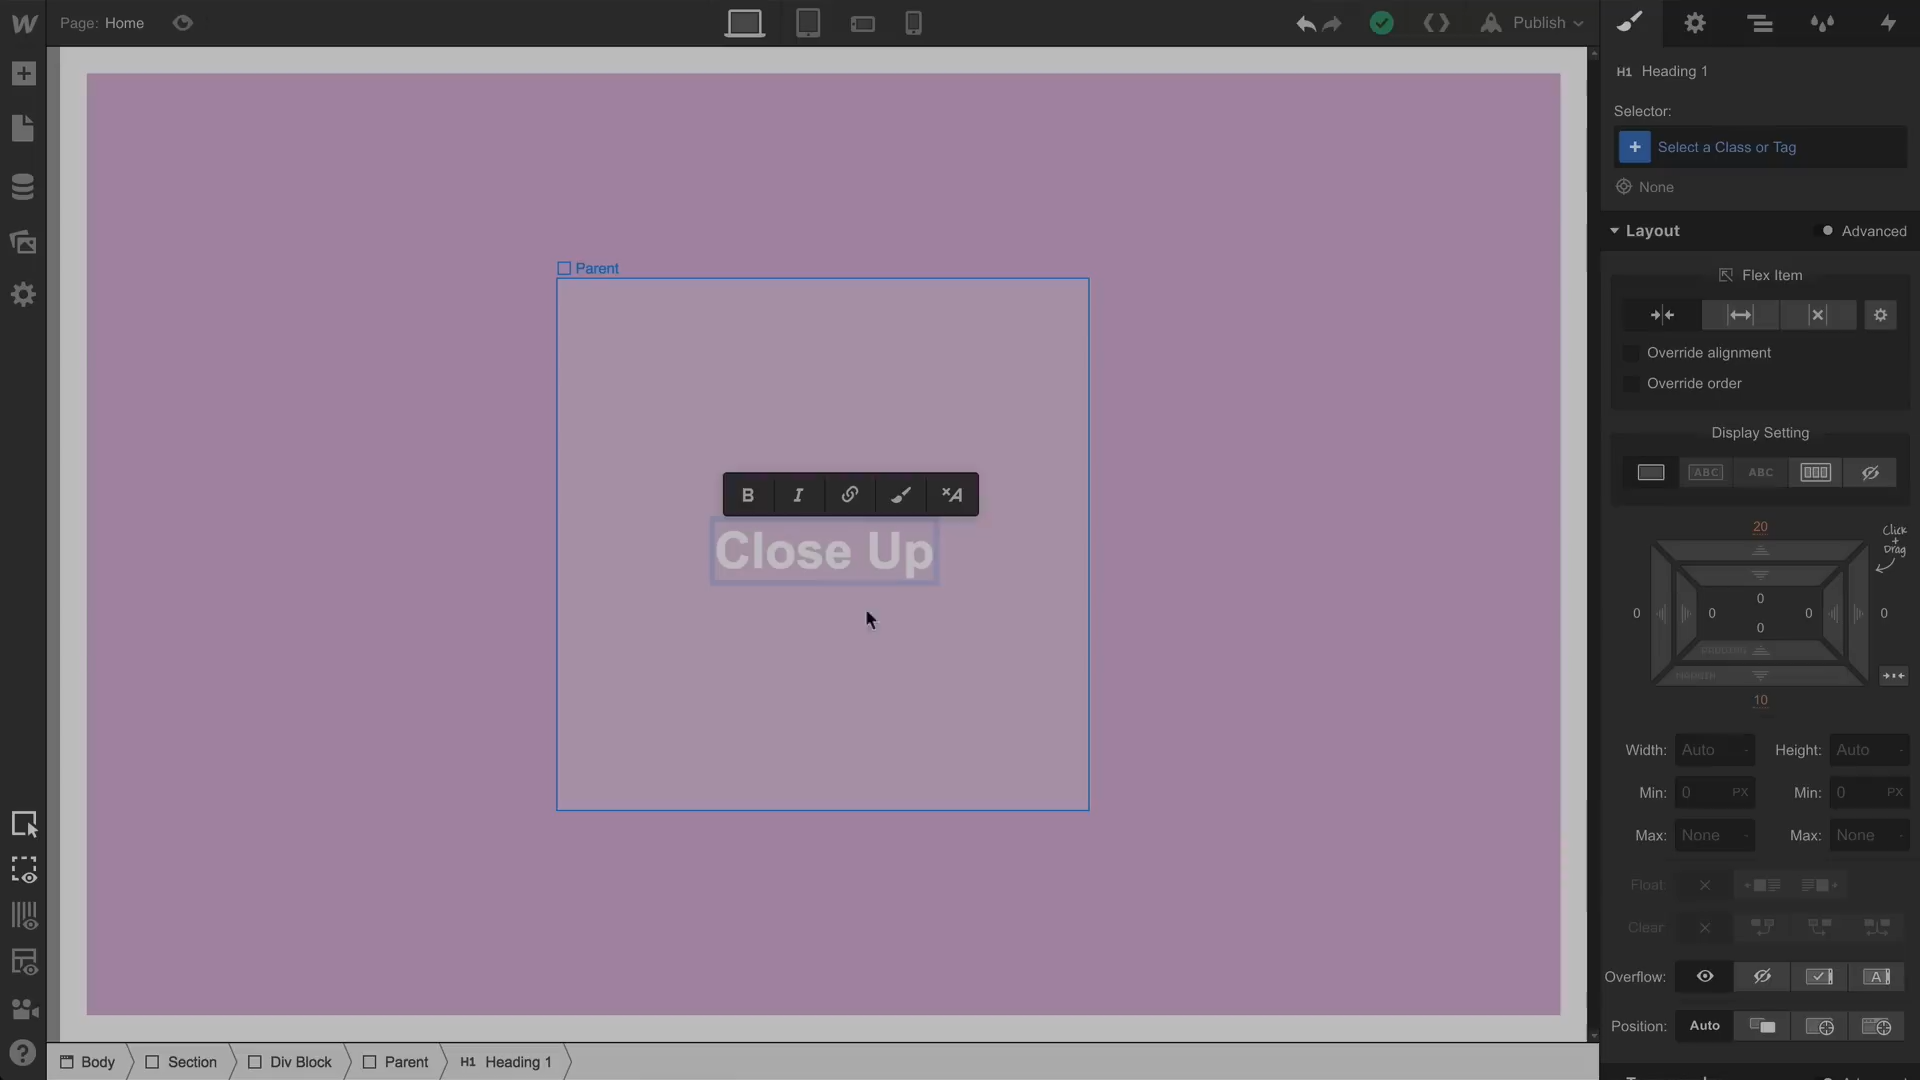 Page: Home
Publish
H1 Heading 1
Selector:
+ Select a Class or Tag
None
Layout
Advanced
Flex Item
Override alignment
Override order
Display Setting
ABC
ABC
20
Click
+
Drag
0
0
0
0
0
0
PADDING
MARGIN
10
Width: Auto - Height: Auto -
Min: 0 PX Min: 0 PX
Max: None - Max: None -
Float:
Clear
Overflow:
Position: Auto
Parent
B I
Close Up
Body
Section
Div Block
Parent
H1 Heading 1